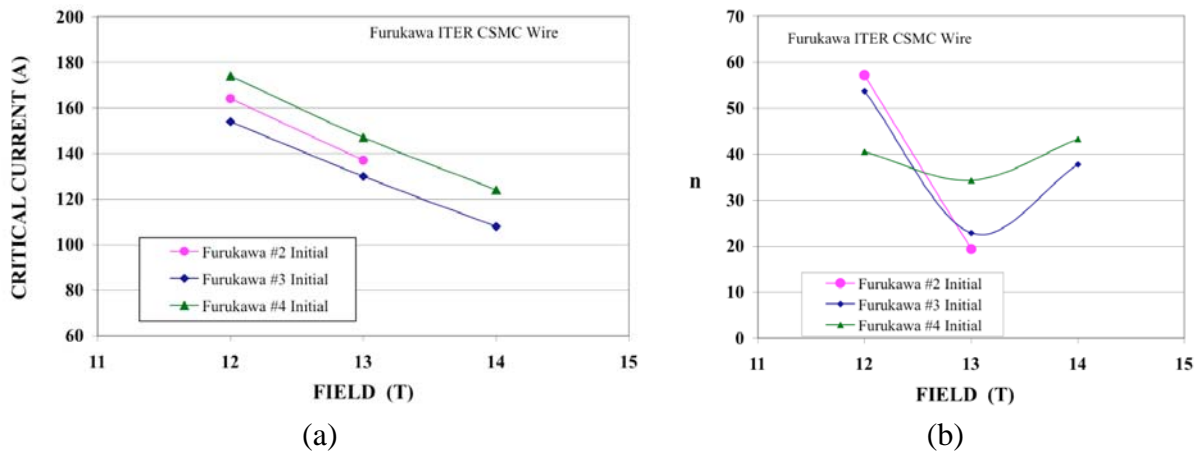 Furukawa ITER CSMC Wire
CRITICAL CURRENT (A)
200
180
160
140
120
100
80
60
11
12
13
14
15
FIELD (T)
Furukawa #2 Initial
Furukawa #3 Initial
Furukawa #4 Initial
(a)
Furukawa ITER CSMC Wire
n
70
60
50
40
30
20
10
0
11
12
13
14
15
FIELD (T)
Furukawa #2 Initial
Furukawa #3 Initial
Furukawa #4 Initial
(b)